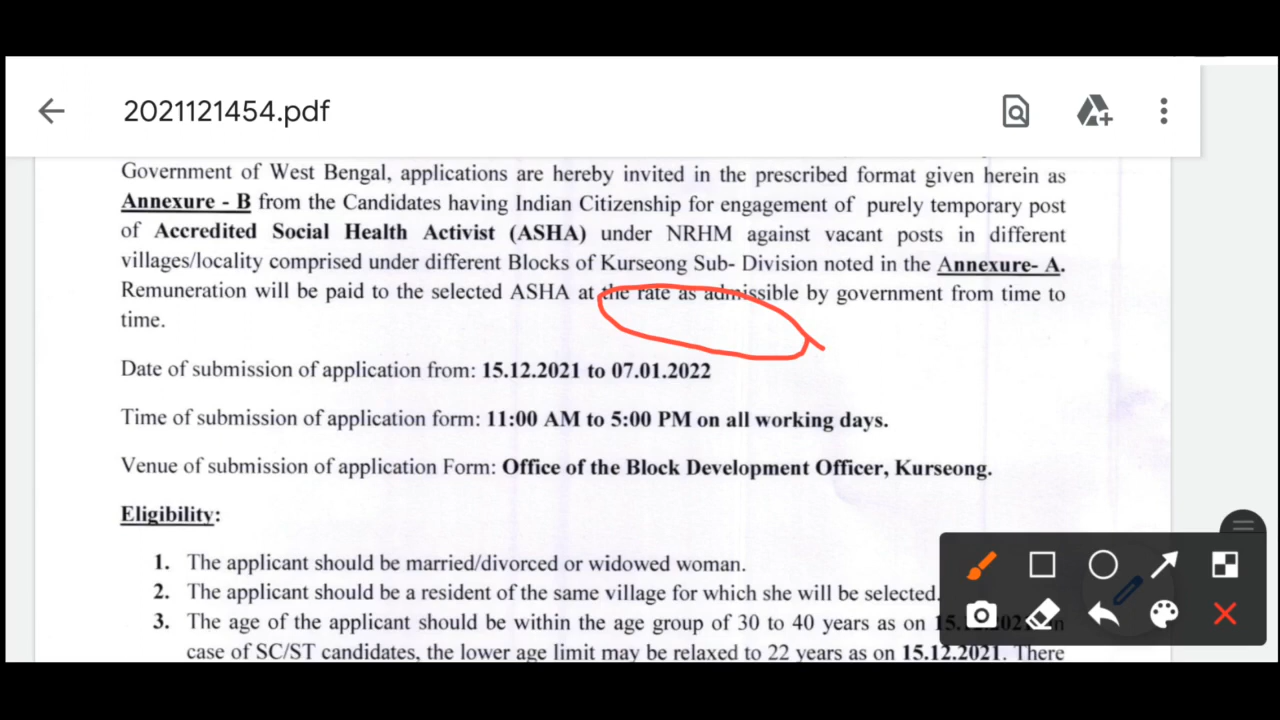 2021121454.pdf
Government of West Bengal, applications are hereby invited in the prescribed format given herein as
Annexure - B from the Candidates having Indian Citizenship for engagement of purely temporary post
of Accredited Social Health Activist (ASHA) under NRHM against vacant posts in different
villages/locality comprised under different Blocks of Kurseong Sub- Division noted in the Annexure- A.
Remuneration will be paid to the selected ASHA at the rate as admissible by government from time to
time.
Date of submission of application from: 15.12.2021 to 07.01.2022
Time of submission of application form: 11:00 AM to 5:00 PM on all working days.
Venue of submission of application Form: Office of the Block Development Officer, Kurseong.
Eligibility:
1. The applicant should be married/divorced or widowed woman.
2. The applicant should be a resident of the same village for which she will be selected.
3. The age of the applicant should be within the age group of 30 to 40 years as on
case of SC/ST candidates, the lower age limit may be relaxed to 22 years as on 15.12.2021. There